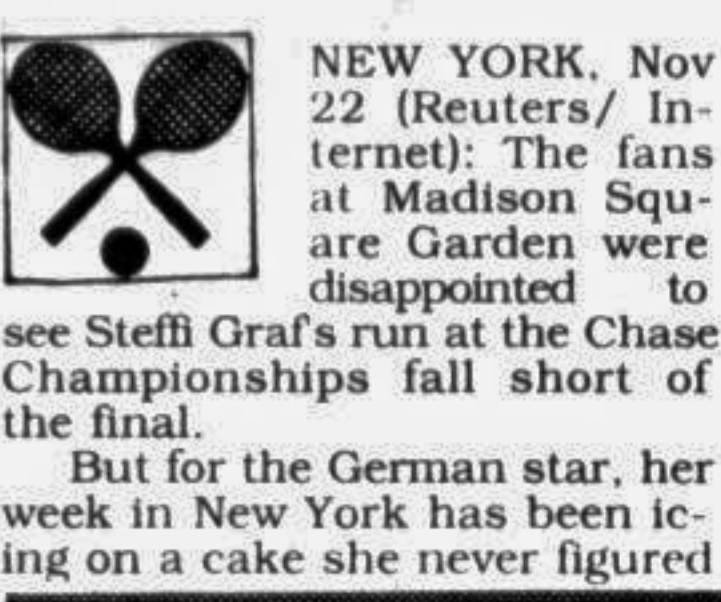 NEW YORK, Nov
22 (Reuters/ In-
ternet): The fans
at Madison Squ-
are Garden were
disappointed to
see Steffi Graf's run at the Chase
Championships fall short of
the final.
But for the German star, her
week in New York has been ic-
ing on a cake she never figured